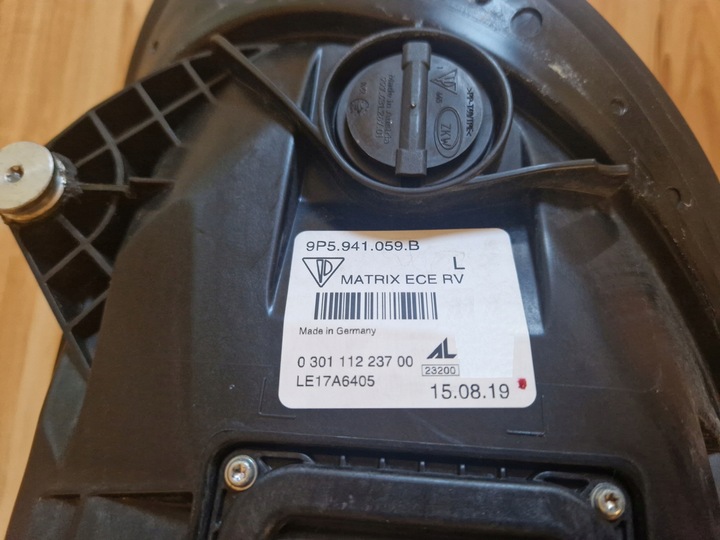 ZKW
9P5.941.059.B
L
MATRIX ECE RV
Made in Germany
0 301 112 237 00
AL
23200
LE17A6405
15.08.19